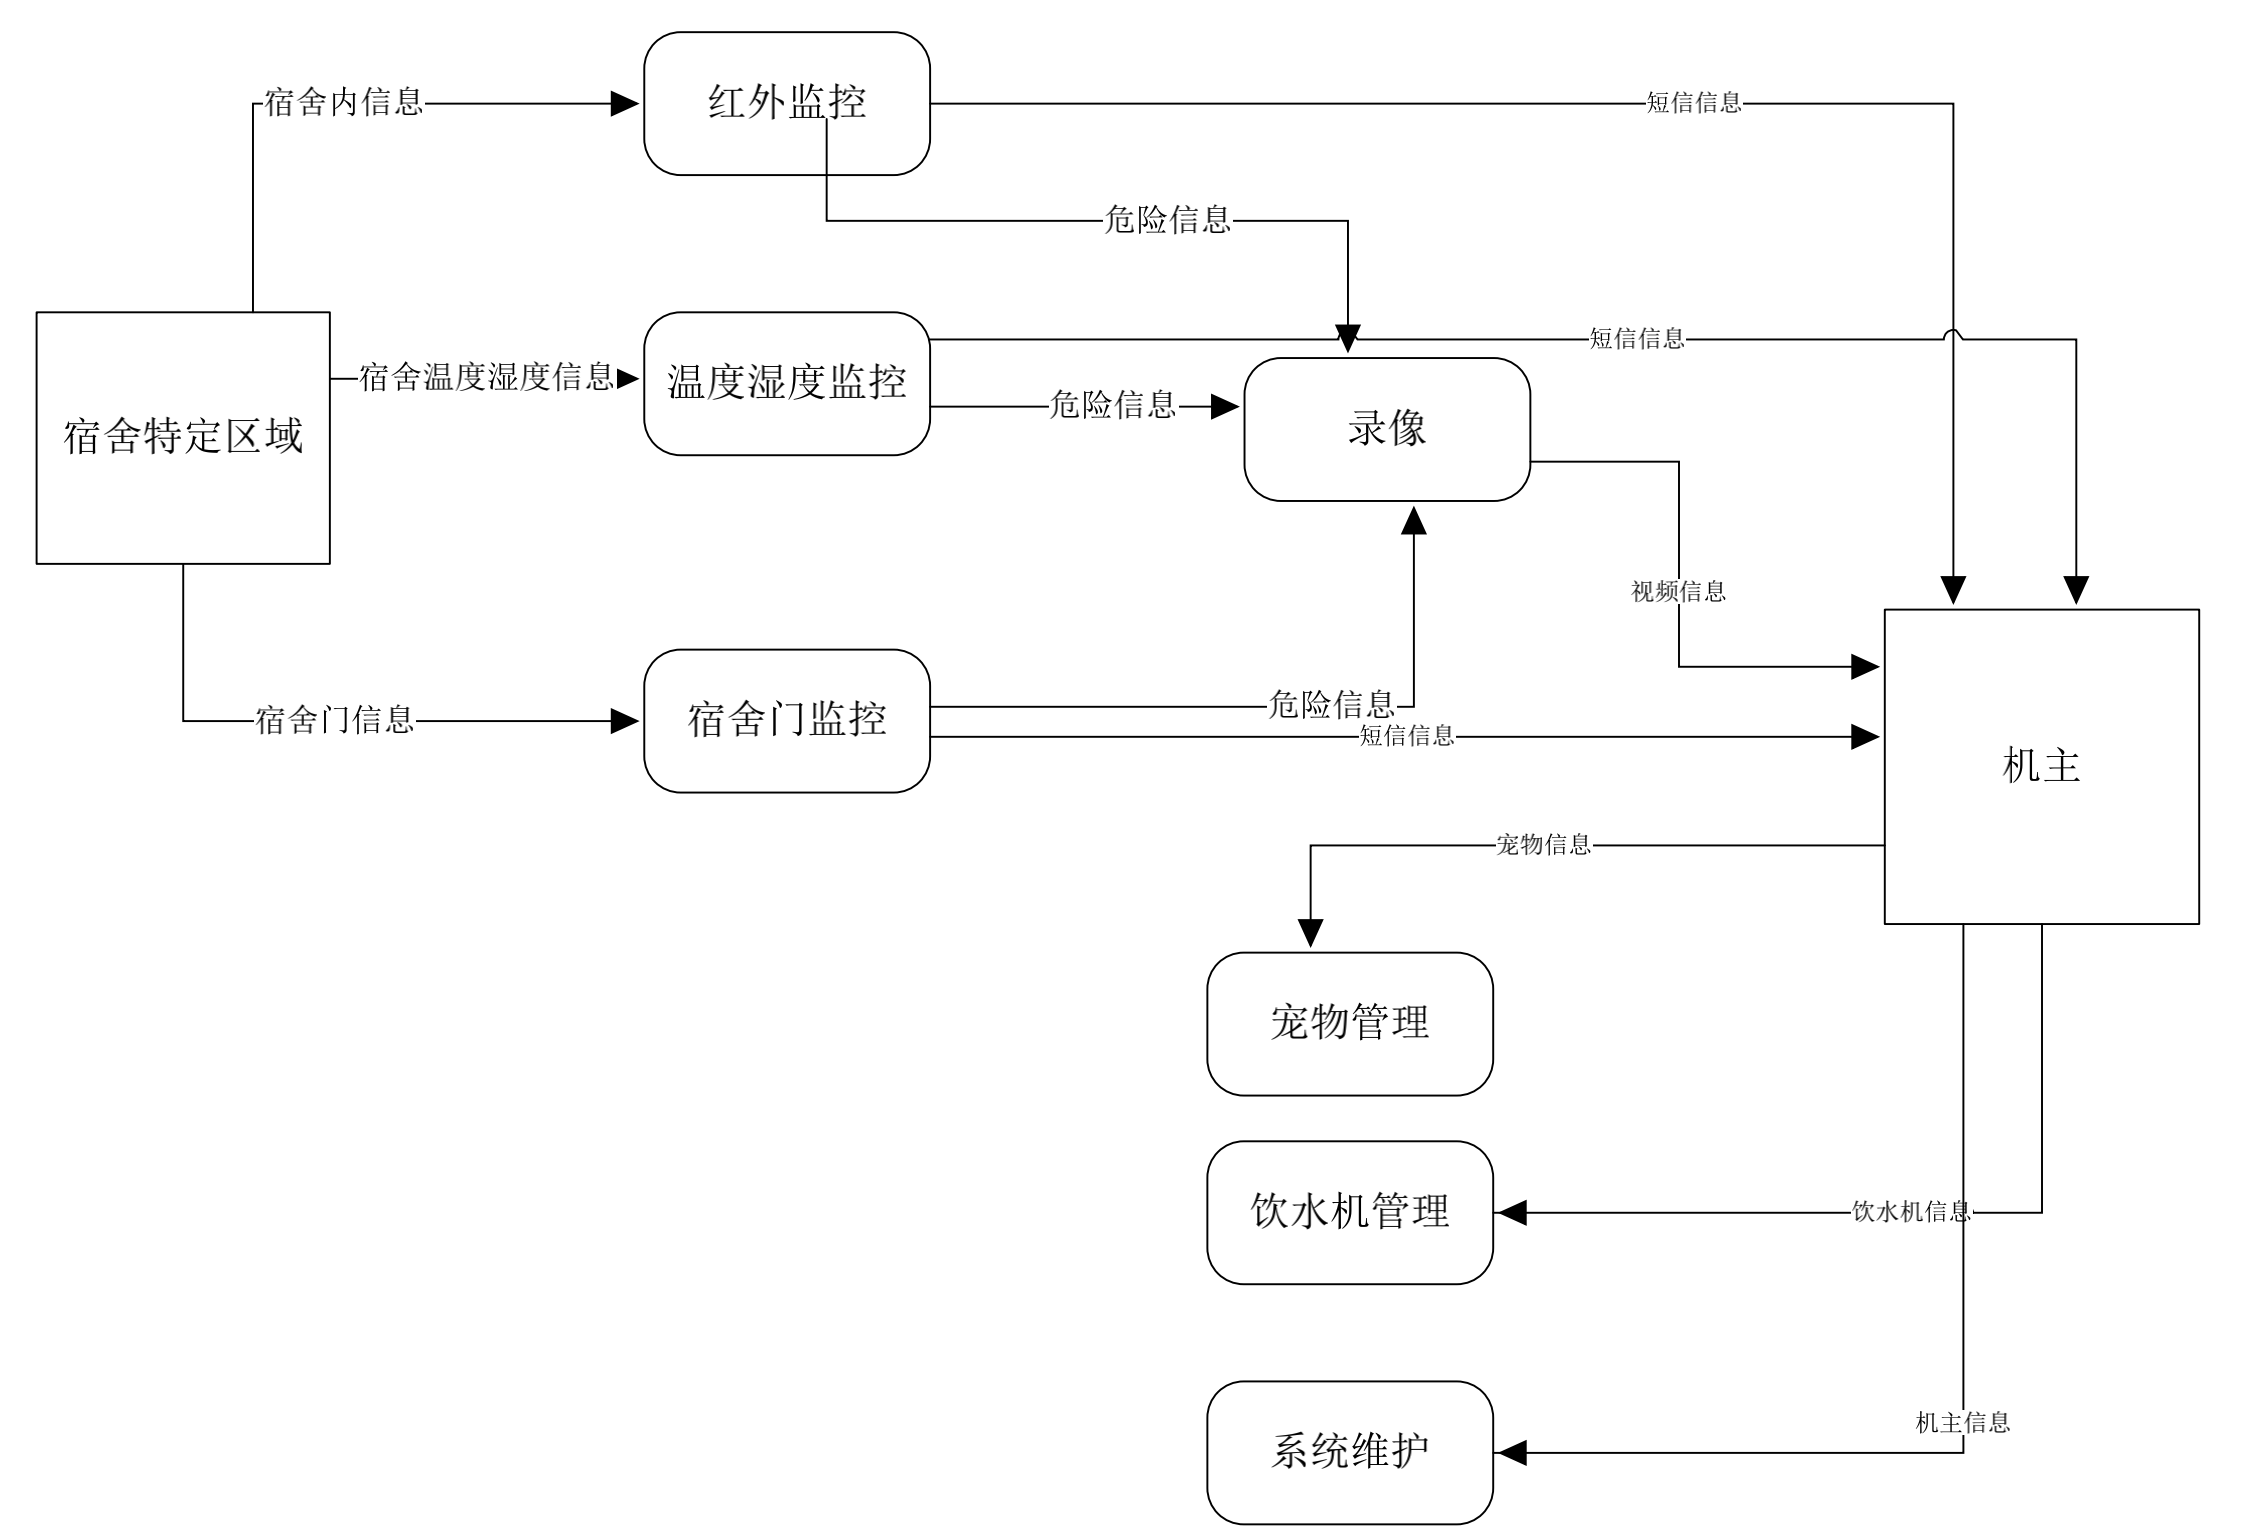 宿舍内信息
红外监控
短信信息
危险信息
短信信息
宿舍温度湿度信息
温度湿度监控
危险信息
录像
宿舍特定区域
视频信息
宿舍门信息
宿舍门监控
危险信息
短信信息
机主
宠物信息
宠物管理
饮水机管理
饮水机信息
机主信息
系统维护